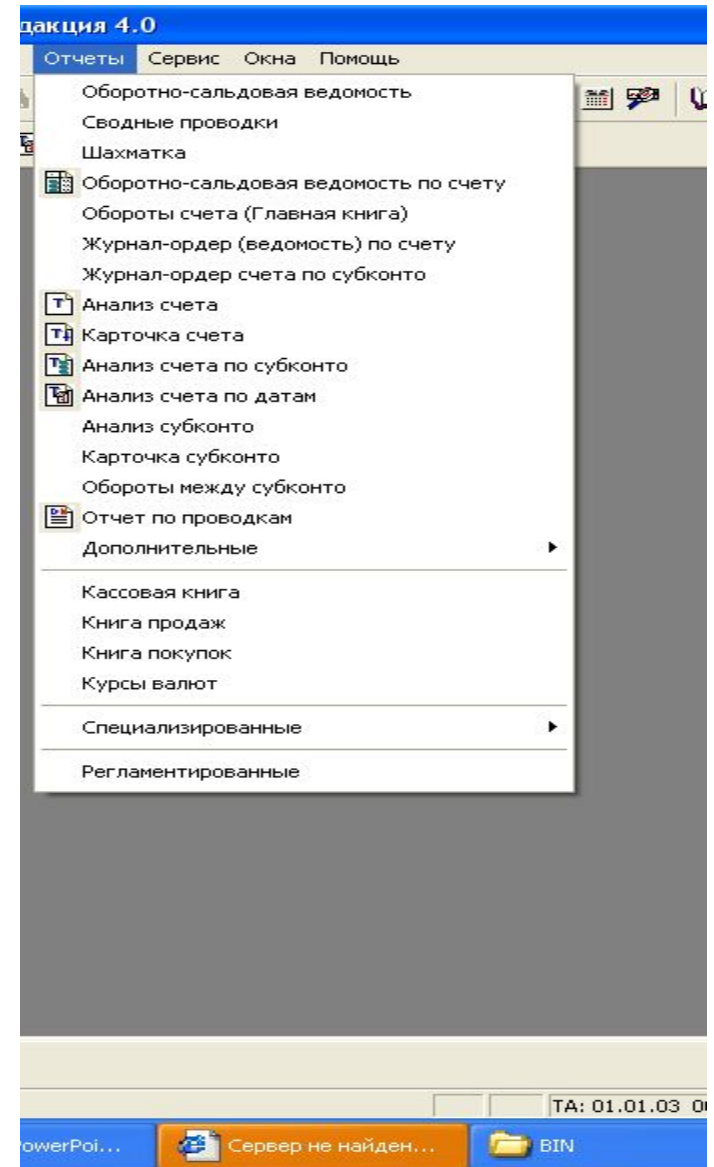 дакция 4.0
Отчеты Сервис Окна Помощь
Оборотно-сальдовая ведомость
Сводные проводки
Шахматка
Оборотно-сальдовая ведомость по счету
Обороты счета (Главная книга)
Журнал-ордер (ведомость) по счету
Журнал-ордер счета по субконто
Анализ счета
Карточка счета
Анализ счета по субконто
Анализ счета по датам
Анализ субконто
Карточка субконто
Обороты между субконто
Отчет по проводкам
Дополнительные
Кассовая книга
Книга продаж
Книга покупок
Курсы валют
Специализированные
Регламентированные
TA: 01.01.03 0
owerPoi... Сервер не найден... BIN